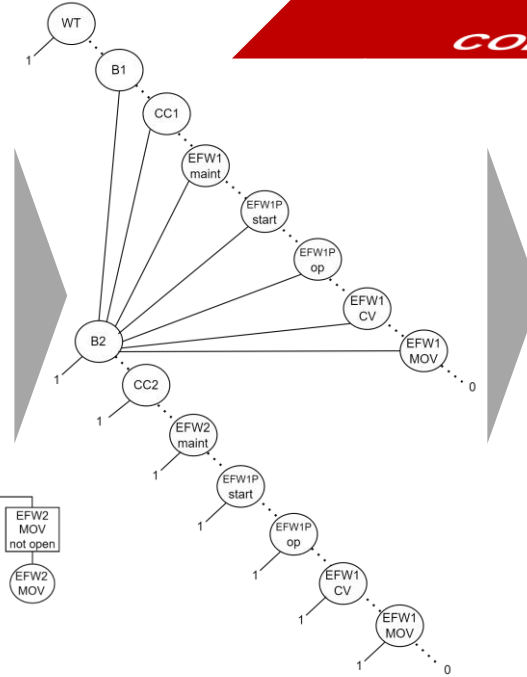 WT
1
B1
CC1
EFW1
maint
EFW1P
start
EFW1P
op
EFW1
CV
EFW1
MOV
0
B2
1
CC2
1
EFW2
maint
1
EFW1P
start
1
EFW1P
op
1
EFW1
CV
1
EFW1
MOV
1
0
EFW2
MOV
not open
EFW2
MOV